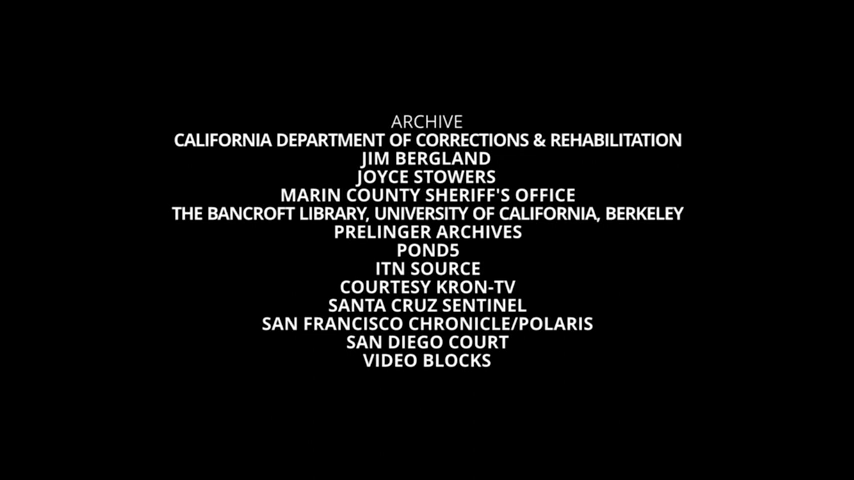 ARCHIVE
CALIFORNIA DEPARTMENT OF CORRECTIONS & REHABILITATION
JIM BERGLAND
JOYCE STOWERS
MARIN COUNTY SHERIFF'S OFFICE
THE BANCROFT LIBRARY, UNIVERSITY OF CALIFORNIA, BERKELEY
PRELINGER ARCHIVES
POND5
ITN SOURCE
COURTESY KRON-TV
SANTA CRUZ SENTINEL
SAN FRANCISCO CHRONICLE/POLARIS
SAN DIEGO COURT
VIDEO BLOCKS